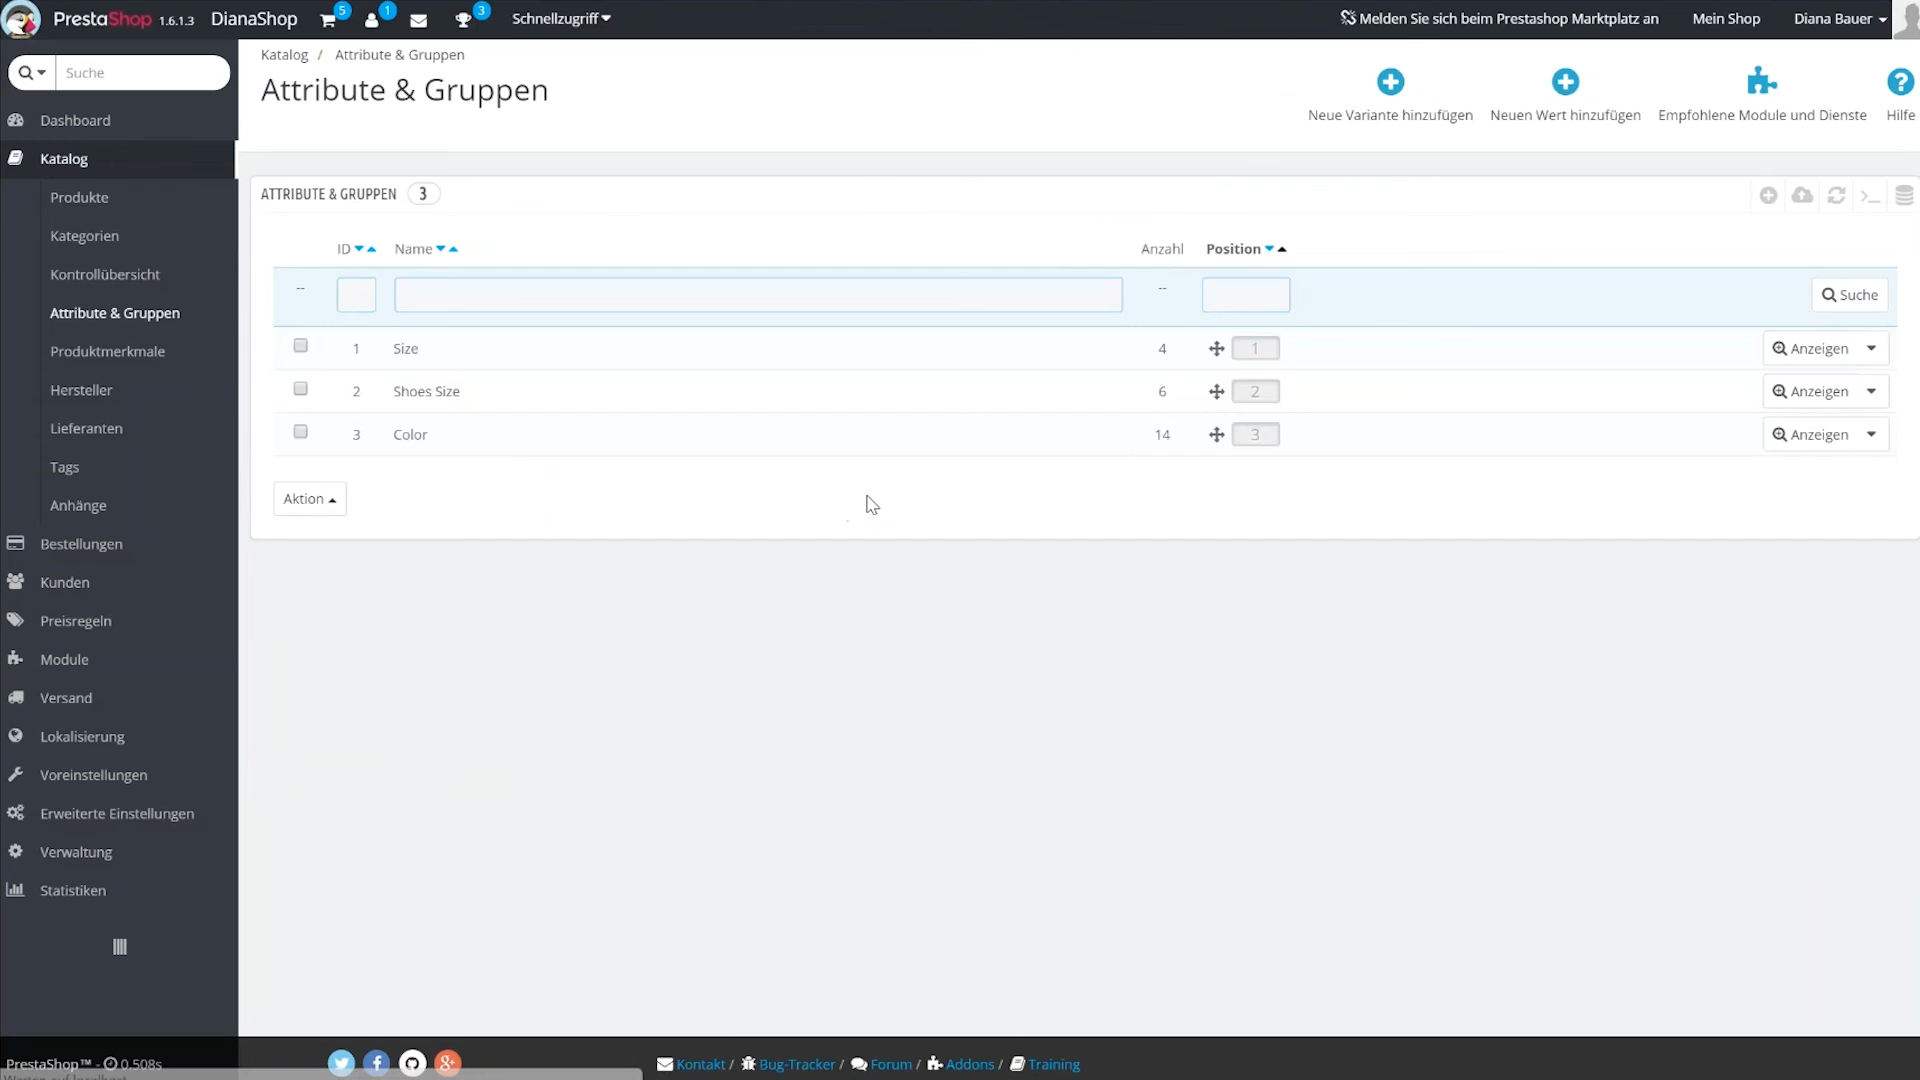 PrestaShop 1.6.1.3 DianaShop 5 1 3 Schnellzugriff Melden Sie sich beim Prestashop Marktplatz an Mein Shop Diana Bauer
Suche
Dashboard
Katalog
Produkte
Kategorien
Kontrollübersicht
Attribute & Gruppen
Produktmerkmale
Hersteller
Lieferanten
Tags
Anhänge
Bestellungen
Kunden
Preisregeln
Module
Versand
Lokalisierung
Voreinstellungen
Erweiterte Einstellungen
Verwaltung
Statistiken
Katalog / Attribute & Gruppen
Attribute & Gruppen
Neue Variante hinzufügen Neuen Wert hinzufügen Empfohlene Module und Dienste Hilfe
ATTRIBUTE & GRUPPEN 3
ID Name Anzahl Position
-- -- Suche
1 Size 4 1 Anzeigen
2 Shoes Size 6 2 Anzeigen
3 Color 14 3 Anzeigen
Aktion
PrestaShop™ - 0.508s
Kontakt / Bug-Tracker / Forum / Addons / Training